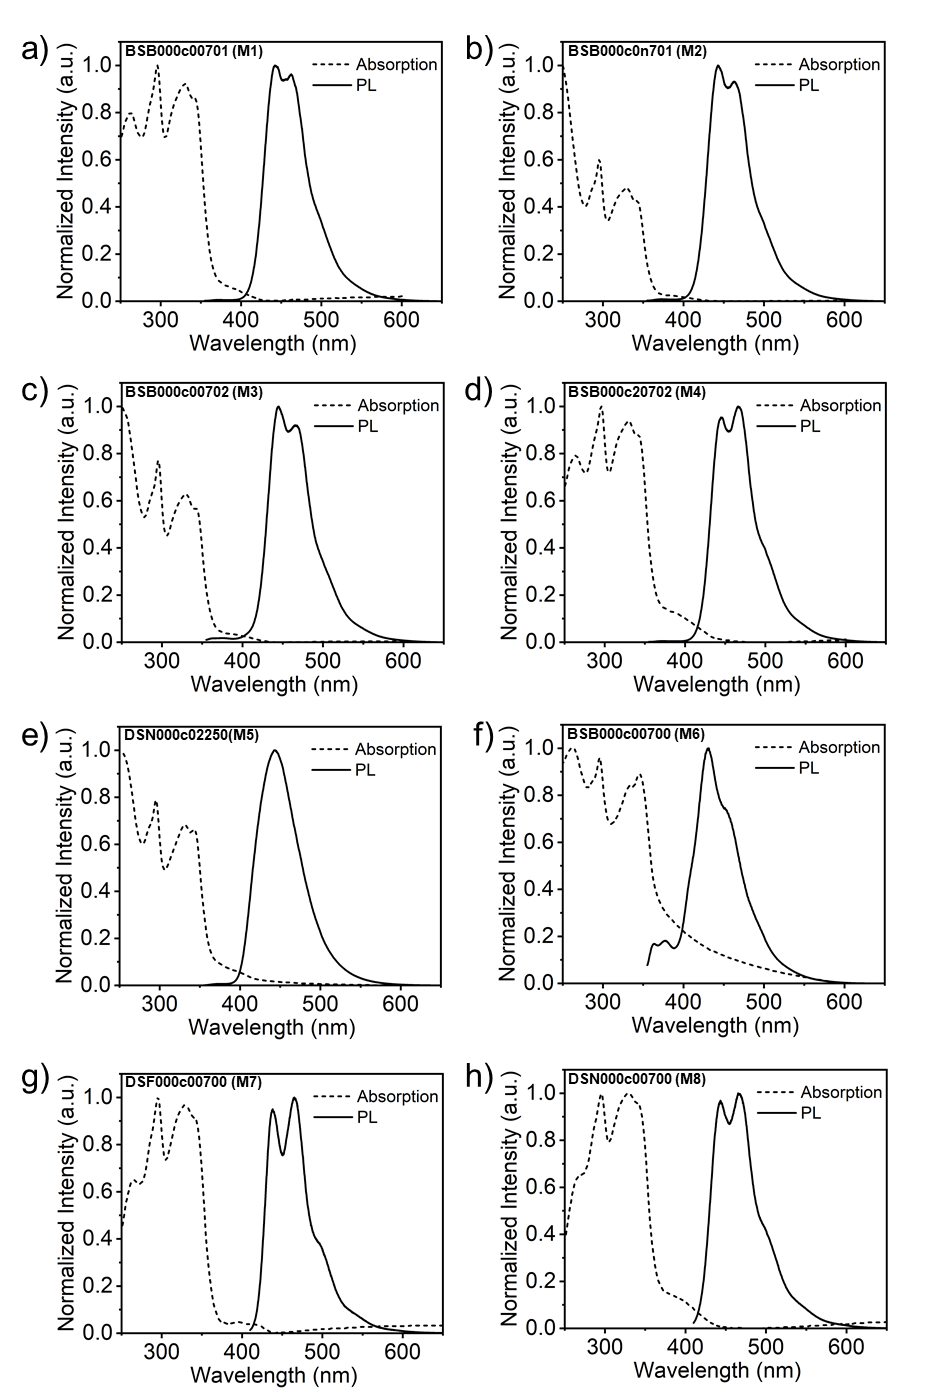 a)
BSB000c00701 (M1)
Absorption
PL
Normalized Intensity (a.u.)
1.0
0.8
0.6
0.4
0.2
0.0
300 400 500 600
Wavelength (nm)
b)
BSB000c0n701 (M2)
Absorption
PL
Normalized Intensity (a.u.)
1.0
0.8
0.6
0.4
0.2
0.0
300 400 500 600
Wavelength (nm)
c)
BSB000c00702 (M3)
Absorption
PL
Normalized Intensity (a.u.)
1.0
0.8
0.6
0.4
0.2
0.0
300 400 500 600
Wavelength (nm)
d)
BSB000c20702 (M4)
Absorption
PL
Normalized Intensity (a.u.)
1.0
0.8
0.6
0.4
0.2
0.0
300 400 500 600
Wavelength (nm)
e)
DSN000c02250(M5)
Absorption
PL
Normalized Intensity (a.u.)
1.0
0.8
0.6
0.4
0.2
0.0
300 400 500 600
Wavelength (nm)
f)
BSB000c00700 (M6)
Absorption
PL
Normalized Intensity (a.u.)
1.0
0.8
0.6
0.4
0.2
0.0
300 400 500 600
Wavelength (nm)
g)
DSF000c00700 (M7)
Absorption
PL
Normalized Intensity (a.u.)
1.0
0.8
0.6
0.4
0.2
0.0
300 400 500 600
Wavelength (nm)
h)
DSN000c00700 (M8)
Absorption
PL
Normalized Intensity (a.u.)
1.0
0.8
0.6
0.4
0.2
0.0
300 400 500 600
Wavelength (nm)